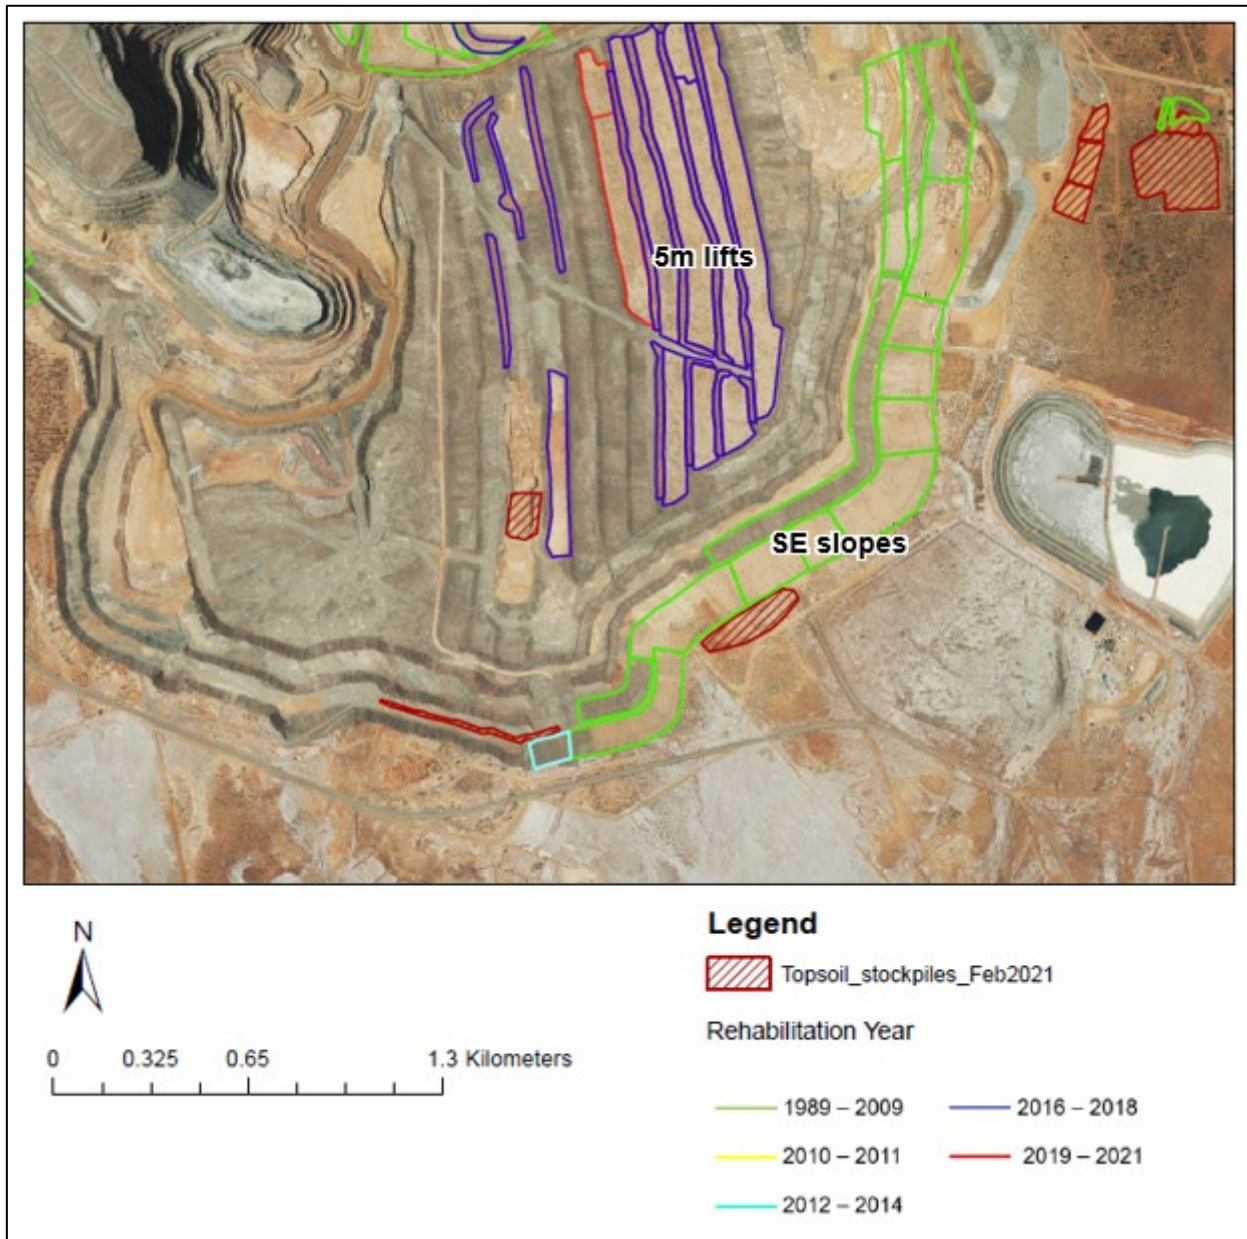 5m lifts
SE slopes
N
0 0.325 0.65 1.3 Kilometers
Legend
Topsoil_stockpiles_Feb2021
Rehabilitation Year
1989 – 2009 2016 – 2018
2010 – 2011 2019 – 2021
2012 – 2014